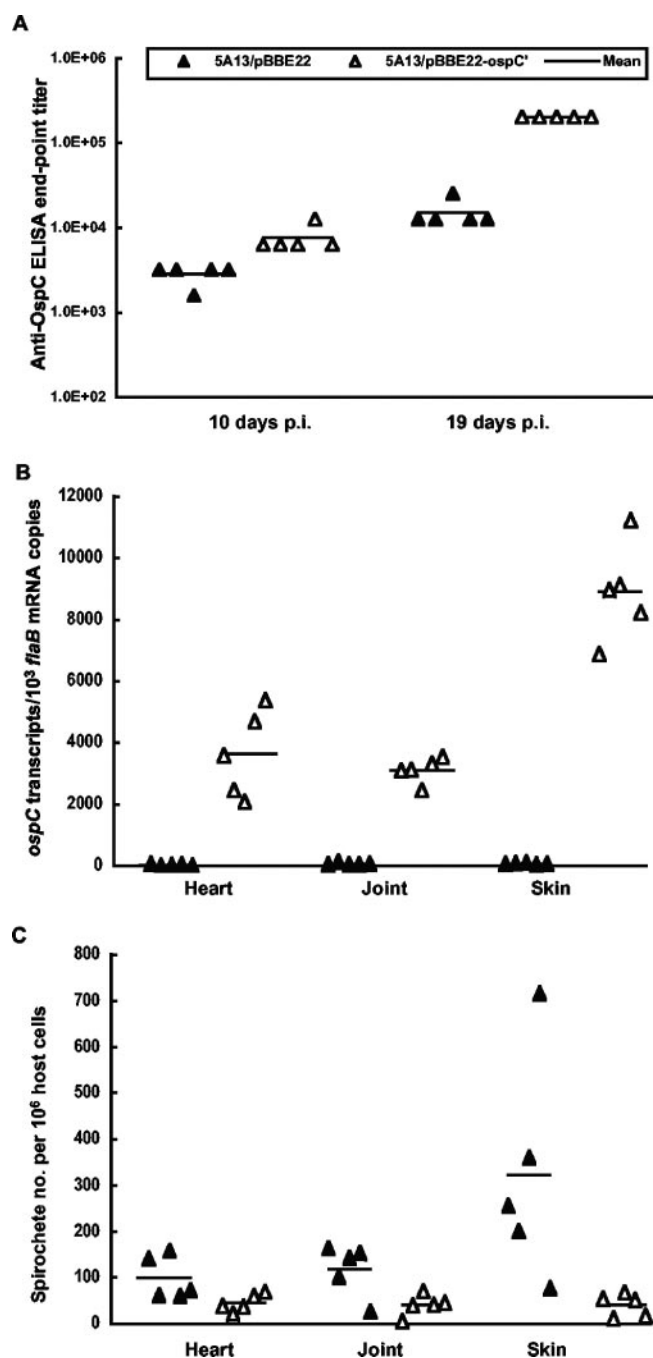 A
5A13/pBBE22 5A13/pBBE22-ospC' Mean
Anti-OspC ELISA end-point titer
1.0E+06
1.0E+05
1.0E+04
1.0E+03
1.0E+02
10 days p.i. 19 days p.i.
B
ospC transcripts/10³ flaB mRNA copies
12000
10000
8000
6000
4000
2000
0
Heart Joint Skin
C
Spirochete no. per 10⁶ host cells
800
700
600
500
400
300
200
100
0
Heart Joint Skin